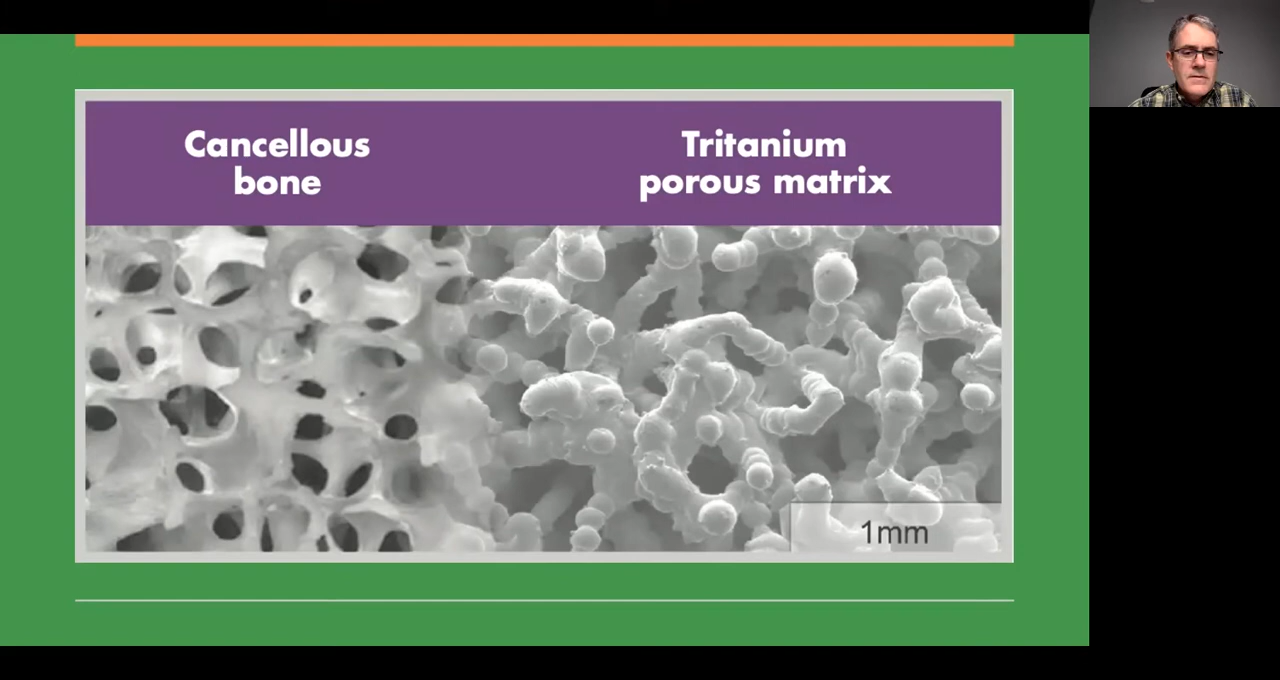 Cancellous
bone
Tritanium
porous matrix
1mm